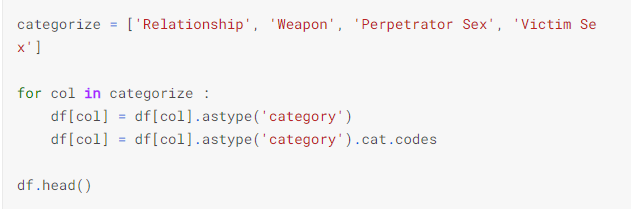 categorize = ['Relationship', 'Weapon', 'Perpetrator Sex', 'Victim Se
x']
for col in categorize :
    df[col] = df[col].astype('category')
    df[col] = df[col].astype('category').cat.codes
df.head()